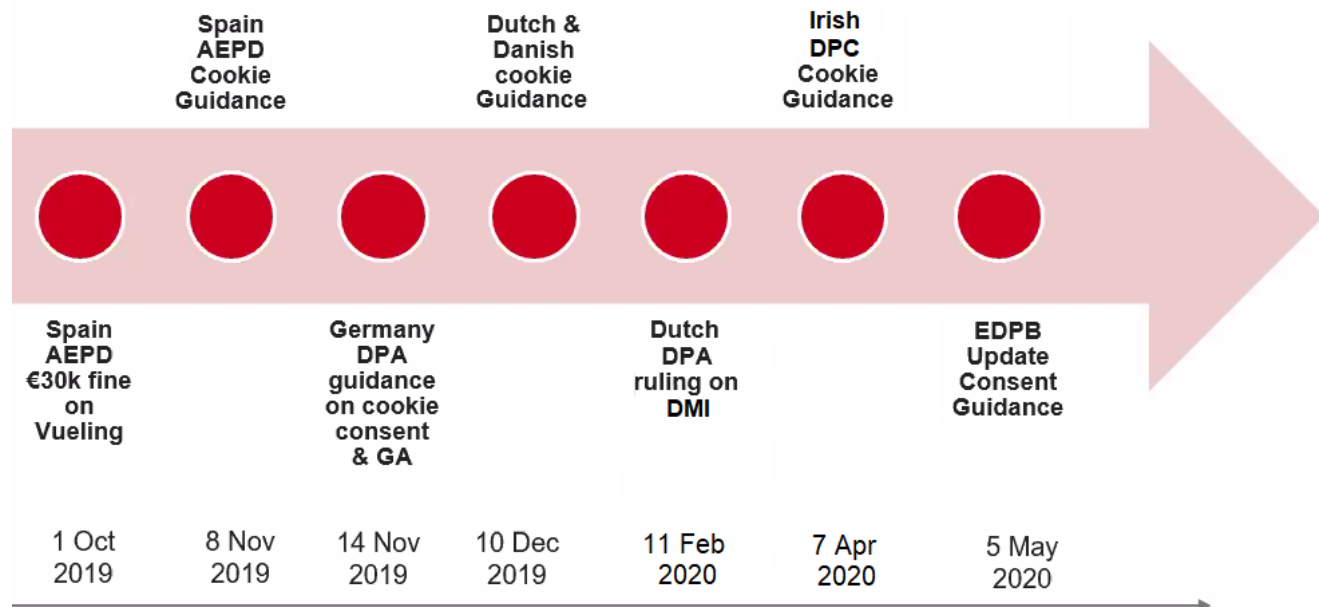 Spain
AEPD
Cookie
Guidance
Dutch &
Danish
cookie
Guidance
Irish
DPC
Cookie
Guidance
Spain
AEPD
€30k fine
on
Vueling
Germany
DPA
guidance
on cookie
consent
& GA
Dutch
DPA
ruling on
DMI
EDPB
Update
Consent
Guidance
1 Oct
2019
8 Nov
2019
14 Nov
2019
10 Dec
2019
11 Feb
2020
7 Apr
2020
5 May
2020